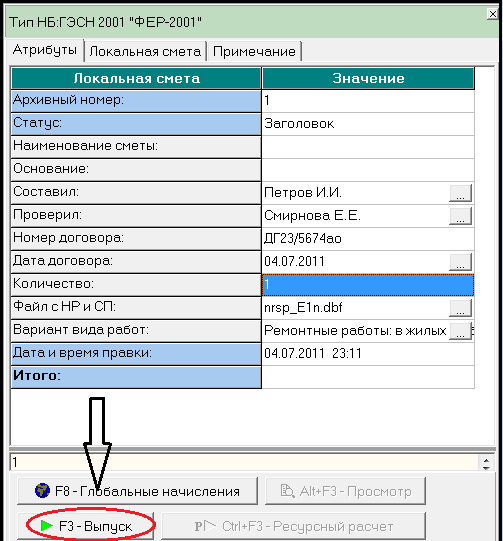 Тип НБ:ГЭСН 2001 "ФЕР-2001"
Атрибуты Локальная смета Примечание
Локальная смета Значение
Архивный номер: 1
Статус: Заголовок
Наименование сметы:
Основание:
Составил: Петров И.И. ...
Проверил: Смирнова Е.Е. ...
Номер договора: ДГ23/5674ао
Дата договора: 04.07.2011 ...
Количество: 1
Файл с НР и СП: nrsp_E1n.dbf ...
Вариант вида работ: Ремонтные работы: в жилых ...
Дата и время правки: 04.07.2011 23:11
Итого:
1
F8 - Глобальные начисления Alt+F3 - Просмотр
F3 - Выпуск Ctrl+F3 - Ресурсный расчет